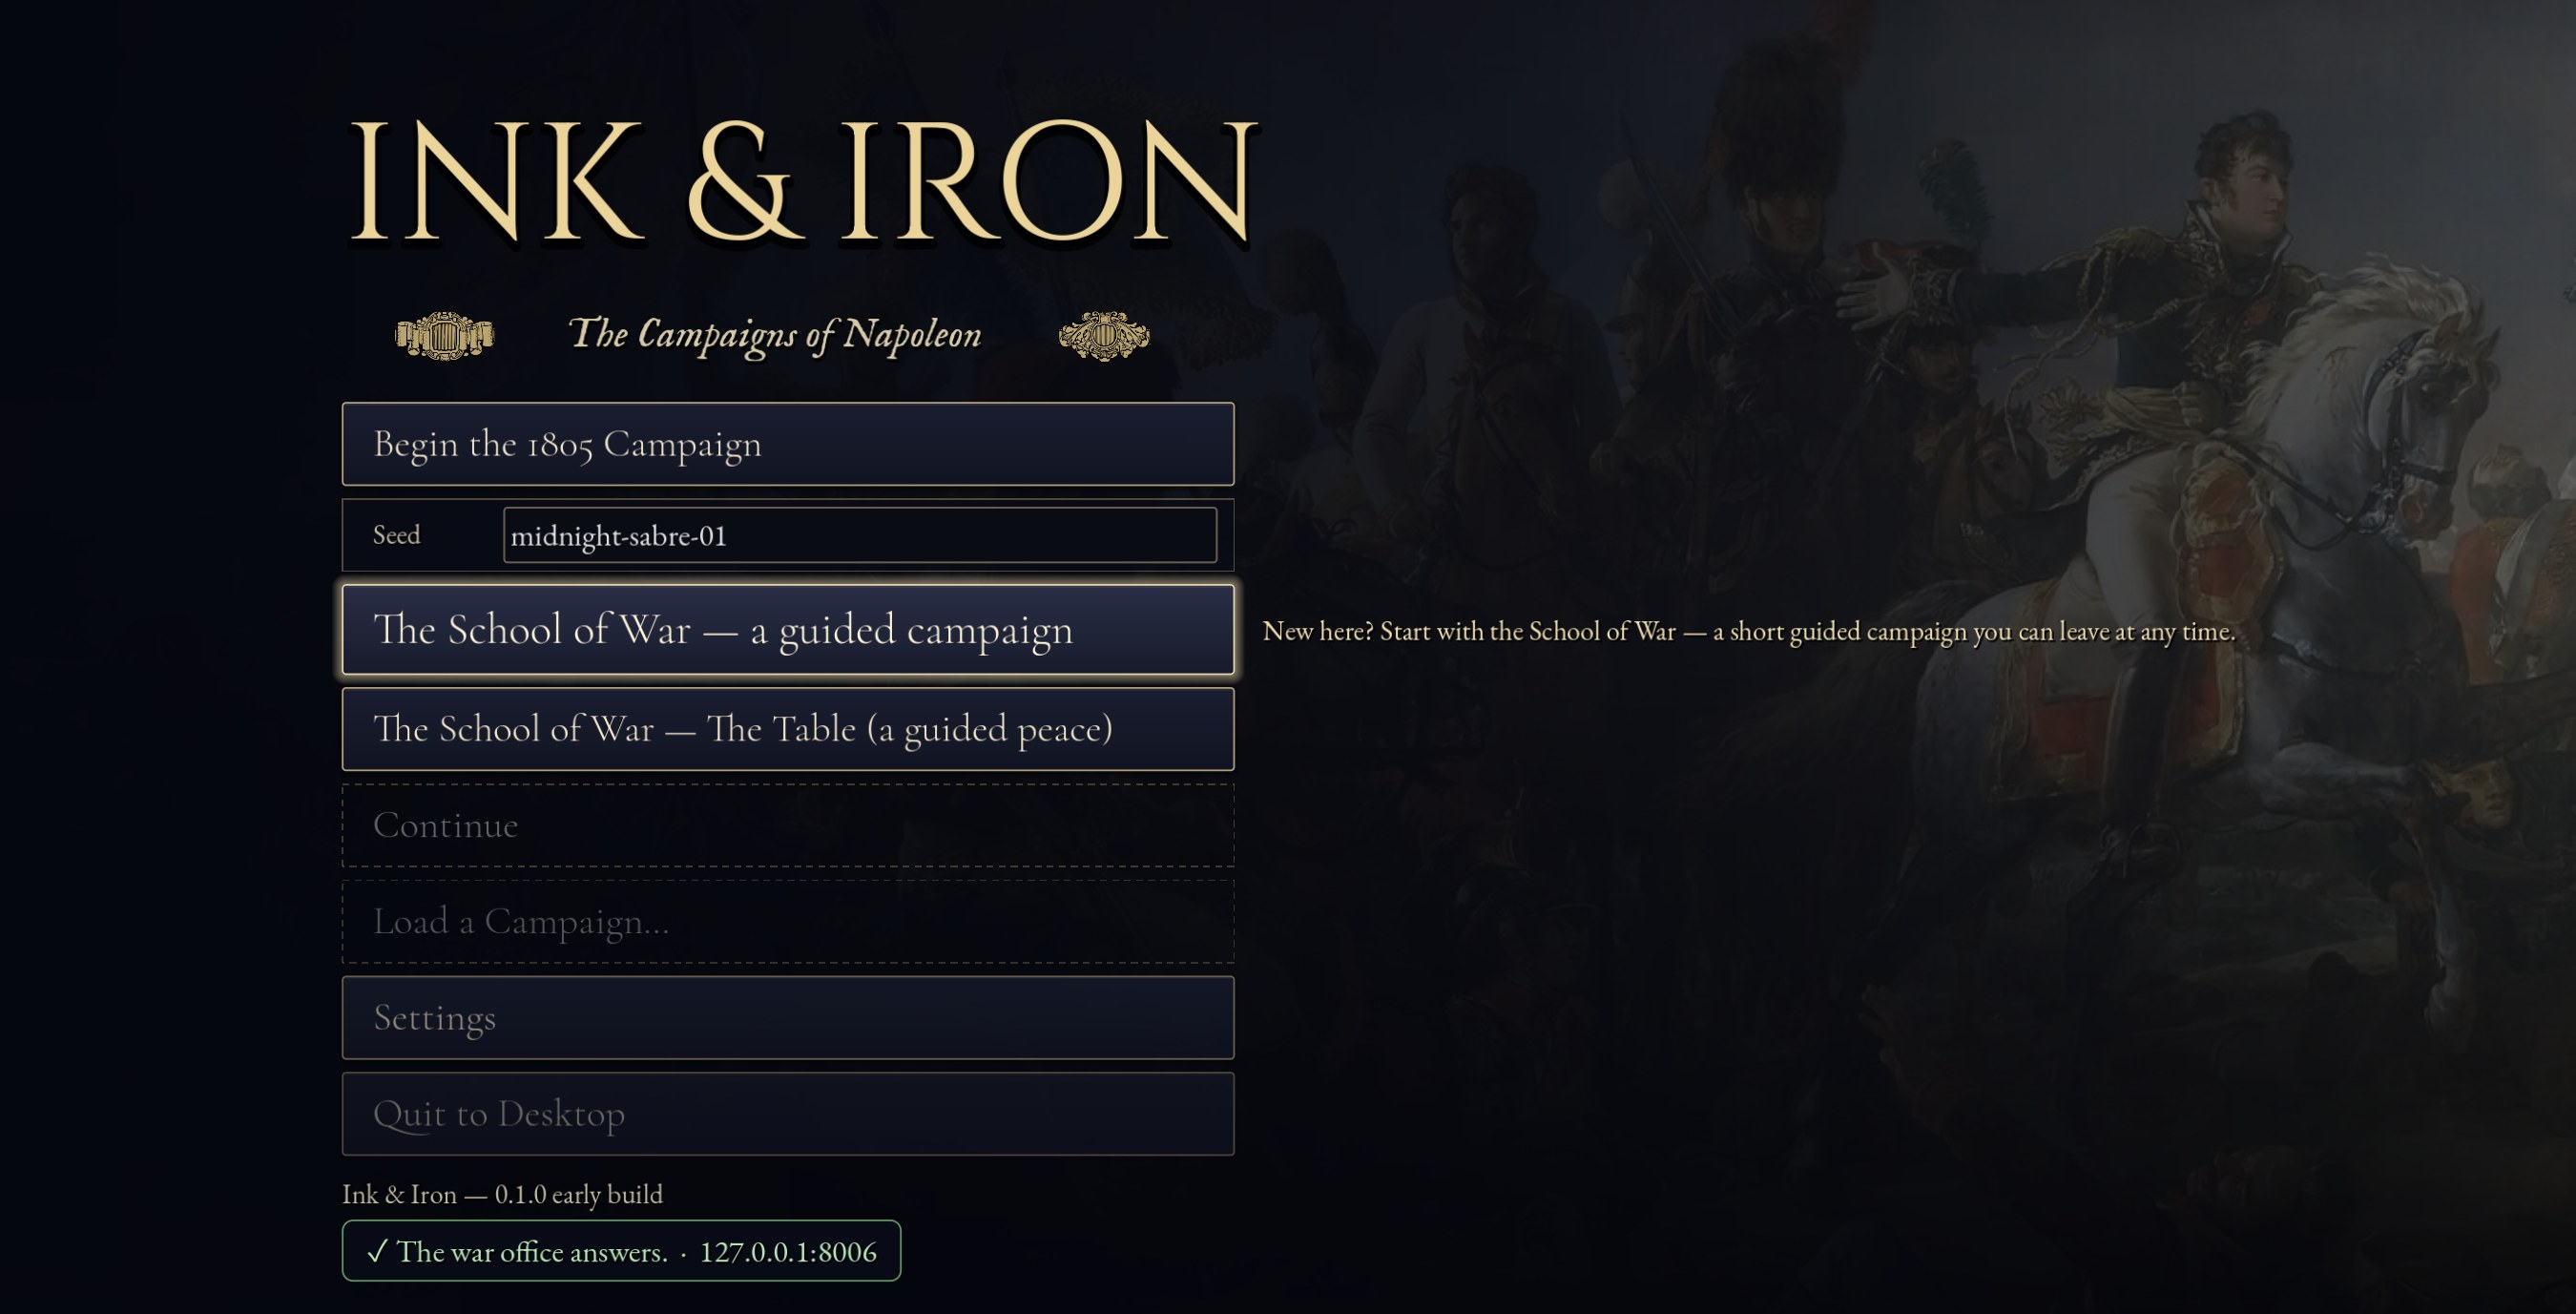 INK & IRON
The Campaigns of Napoleon
Begin the 1805 Campaign
Seed
midnight-sabre-01
The School of War — a guided campaign
New here? Start with the School of War — a short guided campaign you can leave at any time.
The School of War — The Table (a guided peace)
Continue
Load a Campaign...
Settings
Quit to Desktop
Ink & Iron — 0.1.0 early build
✓ The war office answers. · 127.0.0.1:8006